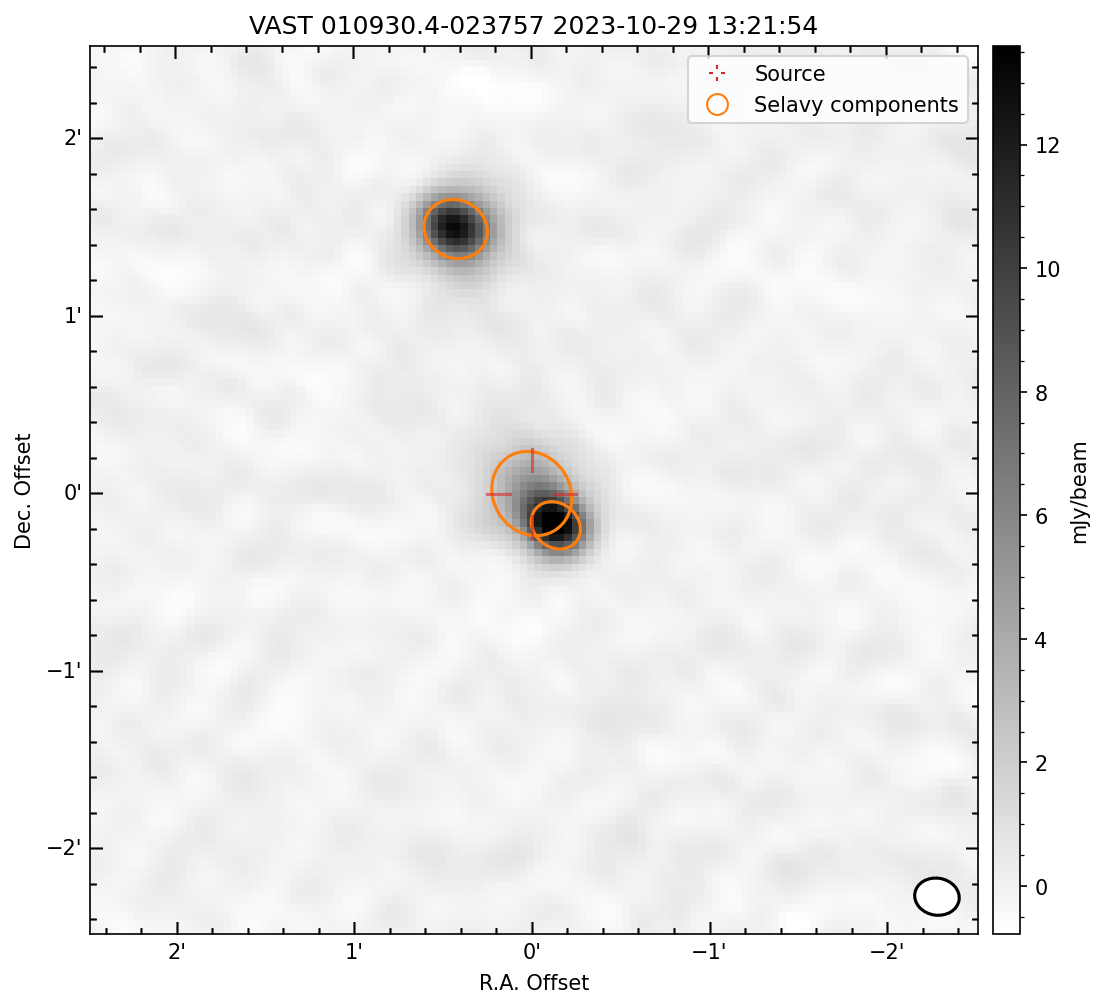 VAST 010930.4-023757 2023-10-29 13:21:54
Source
Selavy components
2'
1'
0'
−1'
−2'
Dec. Offset
2'
1'
0'
−1'
−2'
R.A. Offset
12
10
8
6
4
2
0
mJy/beam